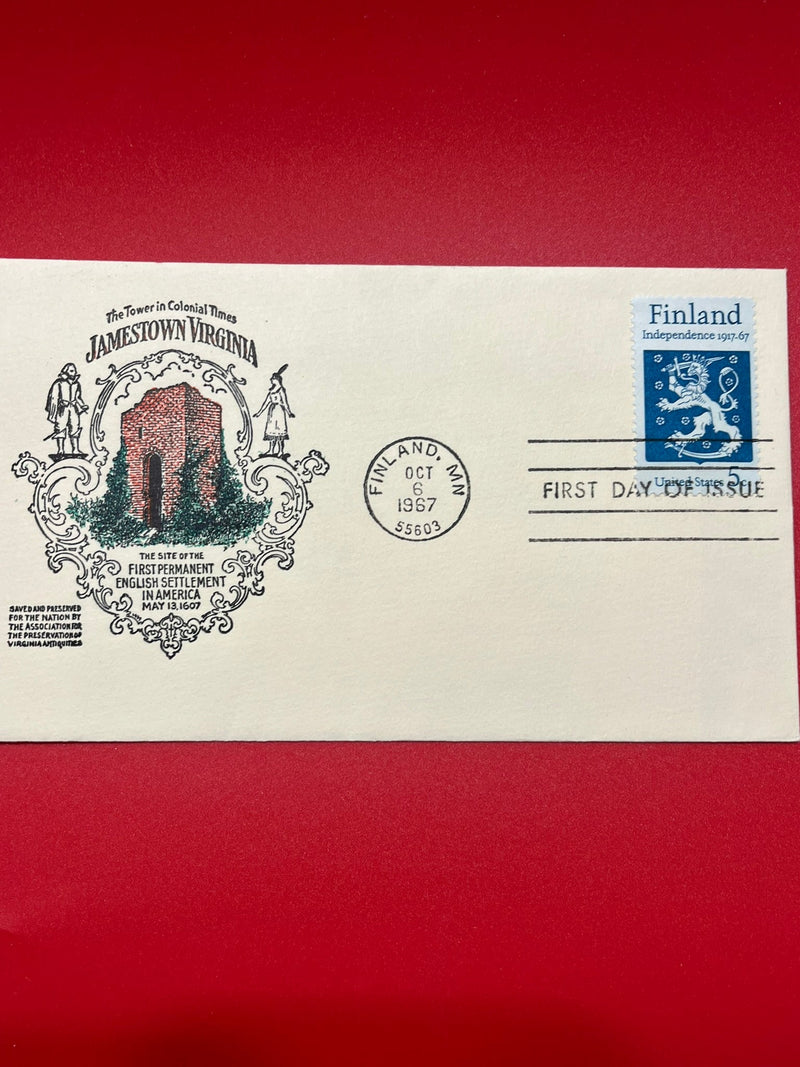 The Tower in Colonial Times
JAMESTOWN VIRGINIA
THE SITE OF THE
FIRST PERMANENT
ENGLISH SETTLEMENT
IN AMERICA
MAY 13, 1607
SAVED AND PRESERVED
FOR THE NATION BY
THE ASSOCIATION FOR
THE PRESERVATION OF
VIRGINIA ANTIQUITIES
FINLAND, MN
OCT
6
1967
55603
Finland
Independence 1917-67
United States 5c
FIRST DAY OF ISSUE